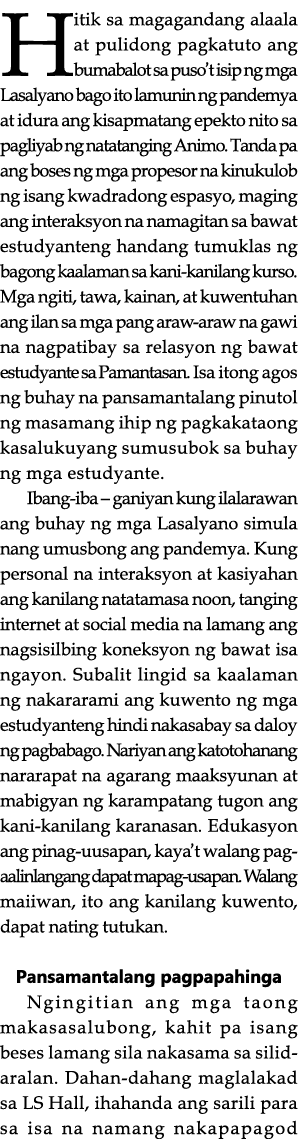 Hitik sa magagandang alaala
at pulidong pagkatuto ang
bumabalot sa puso't isip ng mga
Lasalyano bago ito lamunin ng pandemya
at idura ang kisapmatang epekto nito sa
pagliyab ng natatanging Animo. Tanda pa
ang boses ng mga propesor na kinukulob
ng isang kwadradong espasyo, maging
ang interaksyon na namagitan sa bawat
estudyanteng handang tumuklas ng
bagong kaalaman sa kani-kanilang kurso.
Mga ngiti, tawa, kainan, at kuwentuhan
ang ilan sa mga pang araw-araw na gawi
na nagpatibay sa relasyon ng bawat
estudyante sa Pamantasan. Isa itong agos
ng buhay na pansamantalang pinutol
ng masamang ihip ng pagkakataong
kasalukuyang sumusubok sa buhay
ng mga estudyante.
Ibang-iba – ganiyan kung ilalarawan
ang buhay ng mga Lasalyano simula
nang umusbong ang pandemya. Kung
personal na interaksyon at kasiyahan
ang kanilang natatamasa noon, tanging
internet at social media na lamang ang
nagsisilbing koneksyon ng bawat isa
ngayon. Subalit lingid sa kaalaman
ng nakararami ang kuwento ng mga
estudyanteng hindi nakasabay sa daloy
ng pagbabago. Nariyan ang katotohanang
nararapat na agarang maaksyunan at
mabigyan ng karampatang tugon ang
kani-kanilang karanasan. Edukasyon
ang pinag-uusapan, kaya't walang pag-
aalinlangang dapat mapag-usapan. Walang
maiiwan, ito ang kanilang kuwento,
dapat nating tutukan.
Pansamantalang pagpapahinga
Ngingitian ang mga taong
makasasalubong, kahit pa isang
beses lamang sila nakasama sa silid-
aralan. Dahan-dahang maglalakad
sa LS Hall, ihahanda ang sarili para
sa isa na namang nakapapagod